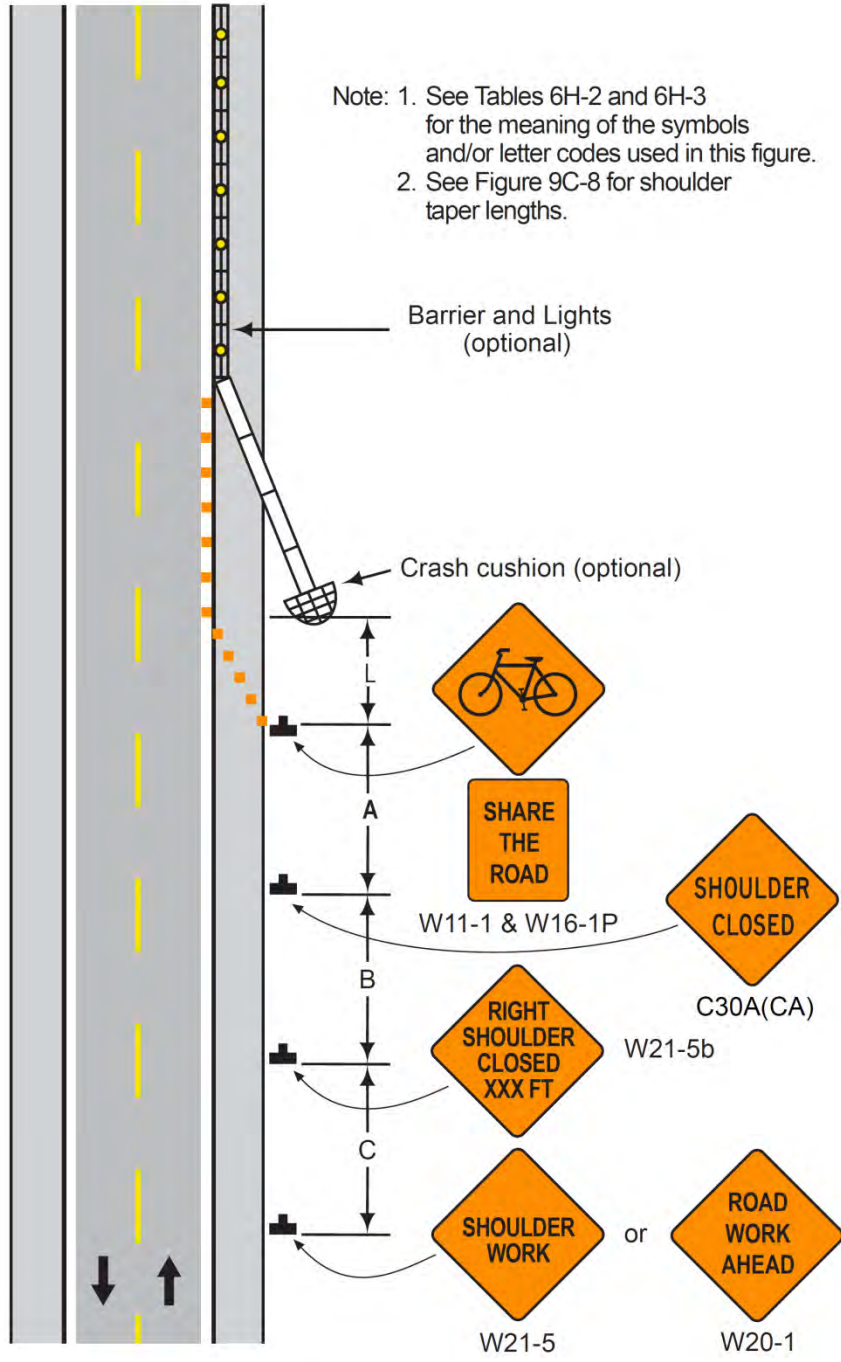 Note: 1. See Tables 6H-2 and 6H-3
for the meaning of the symbols
and/or letter codes used in this figure.
2. See Figure 9C-8 for shoulder
taper lengths.
Barrier and Lights
(optional)
Crash cushion (optional)
L
A
SHARE
THE
ROAD
W11-1 & W16-1P
SHOULDER
CLOSED
C30A(CA)
B
RIGHT
SHOULDER
CLOSED
XXX FT
W21-5b
C
SHOULDER
WORK
W21-5
or
ROAD
WORK
AHEAD
W20-1